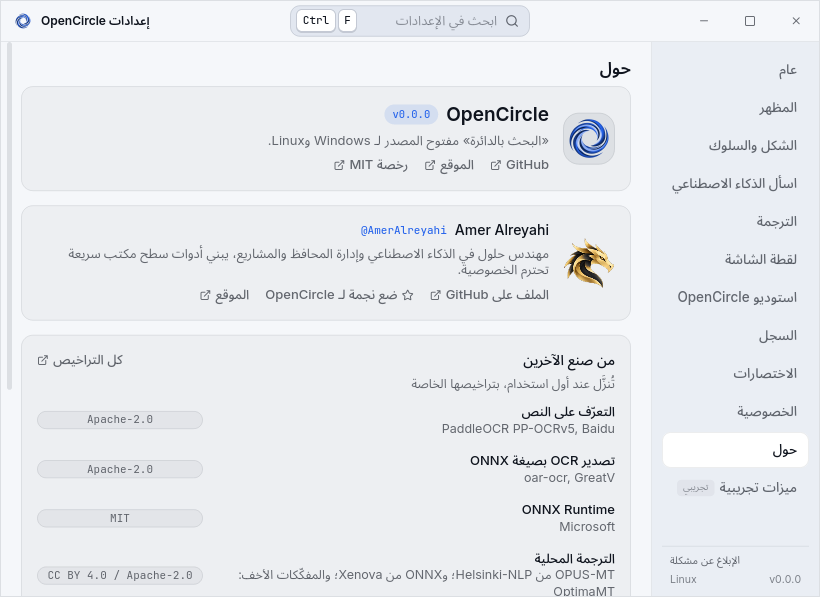 إعدادات OpenCircle
ابحث في الإعدادات
Ctrl F
عام
المظهر
الشكل والسلوك
اسأل الذكاء الاصطناعي
الترجمة
لقطة الشاشة
استوديو OpenCircle
السجل
الاختصارات
الخصوصية
حول
ميزات تجريبية تجريبي
الإبلاغ عن مشكلة
v0.0.0 Linux
حول
OpenCircle v0.0.0
«البحث بالدائرة» مفتوح المصدر لـ Windows وLinux.
GitHub الموقع رخصة MIT
Amer Alreyahi @AmerAlreyahi
مهندس حلول في الذكاء الاصطناعي وإدارة المحافظ والمشاريع، يبني أدوات سطح مكتب سريعة
تحترم الخصوصية.
الملف على GitHub ضع نجمة لـ OpenCircle الموقع
من صنع الآخرين كل التراخيص
تُنزَّل عند أول استخدام، بتراخيصها الخاصة
التعرّف على النص
PaddleOCR PP-OCRv5, Baidu
Apache-2.0
تصدير OCR بصيغة ONNX
oar-ocr, GreatV
Apache-2.0
ONNX Runtime
Microsoft
MIT
الترجمة المحلية
OPUS-MT من Helsinki-NLP؛ وONNX من Xenova؛ والمفكّكات الأخف:
OptimaMT
CC BY 4.0 / Apache-2.0